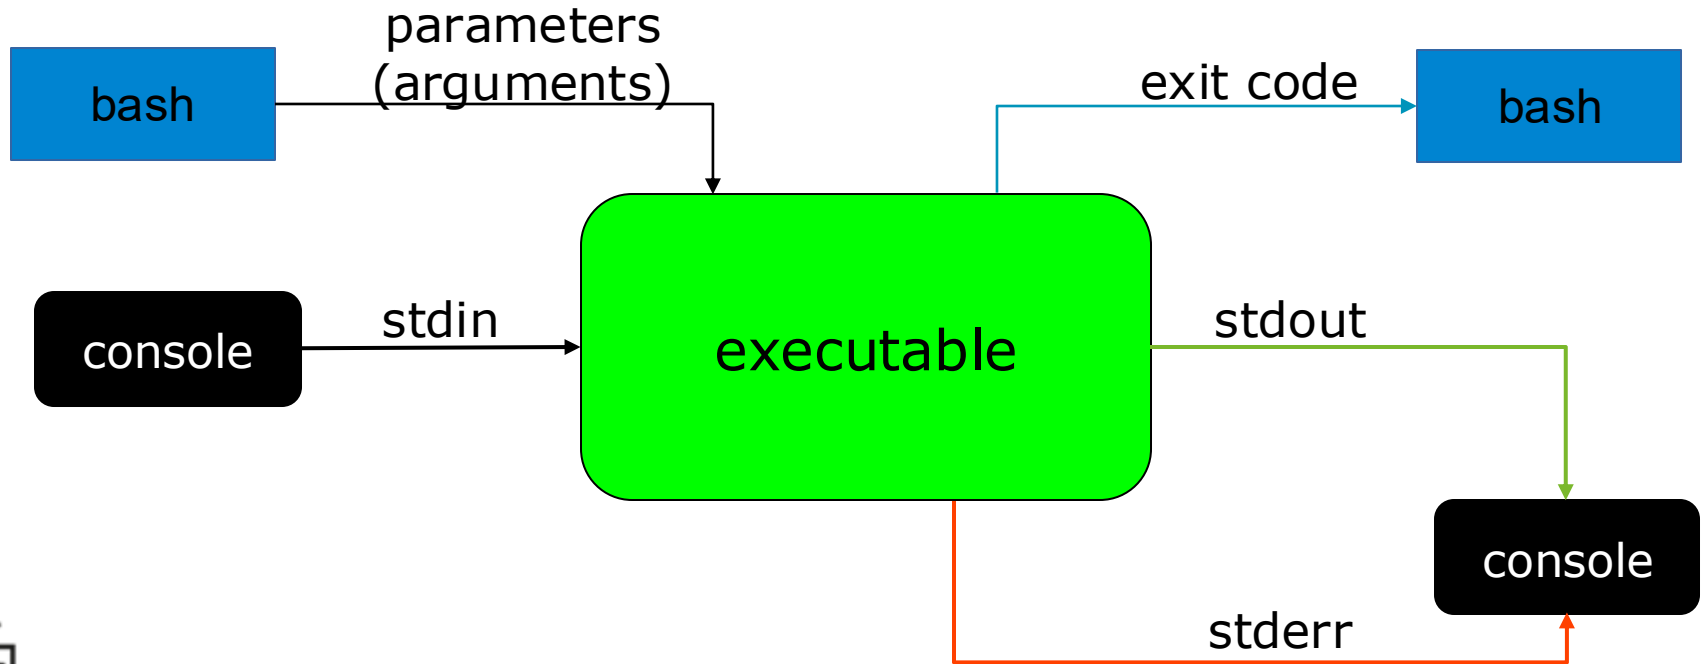 parameters
(arguments)
bash
exit code
bash
console
stdin
executable
stdout
console
stderr